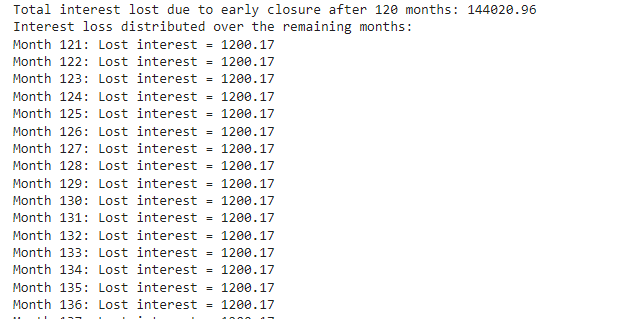 Total interest lost due to early closure after 120 months: 144020.96
Interest loss distributed over the remaining months:
Month 121: Lost interest = 1200.17
Month 122: Lost interest = 1200.17
Month 123: Lost interest = 1200.17
Month 124: Lost interest = 1200.17
Month 125: Lost interest = 1200.17
Month 126: Lost interest = 1200.17
Month 127: Lost interest = 1200.17
Month 128: Lost interest = 1200.17
Month 129: Lost interest = 1200.17
Month 130: Lost interest = 1200.17
Month 131: Lost interest = 1200.17
Month 132: Lost interest = 1200.17
Month 133: Lost interest = 1200.17
Month 134: Lost interest = 1200.17
Month 135: Lost interest = 1200.17
Month 136: Lost interest = 1200.17